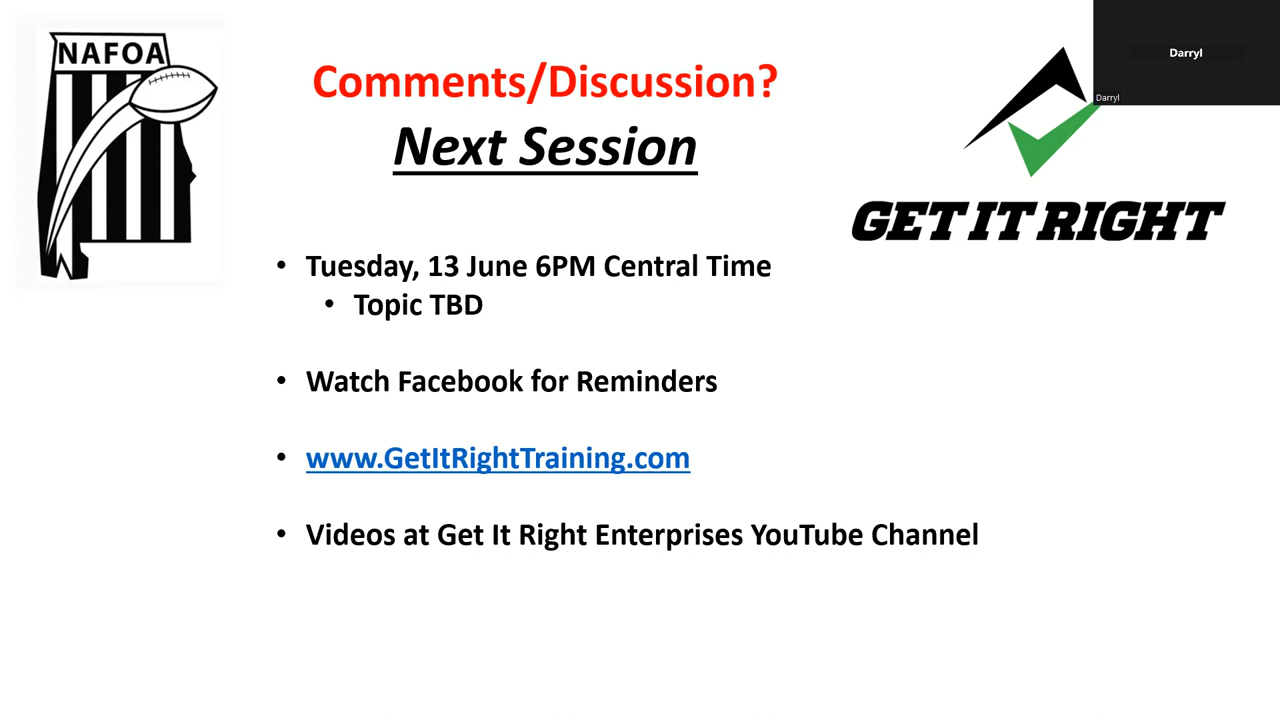 NAFOA
Comments/Discussion?
Next Session
Darryl
Darryl
GET IT RIGHT
• Tuesday, 13 June 6PM Central Time
• Topic TBD
• Watch Facebook for Reminders
• www.GetItRightTraining.com
• Videos at Get It Right Enterprises YouTube Channel